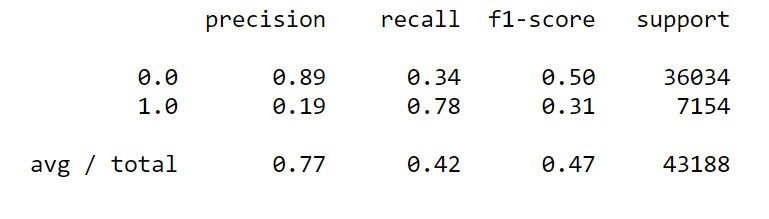 precision recall f1-score support
0.0 0.89 0.34 0.50 36034
1.0 0.19 0.78 0.31 7154
avg / total 0.77 0.42 0.47 43188